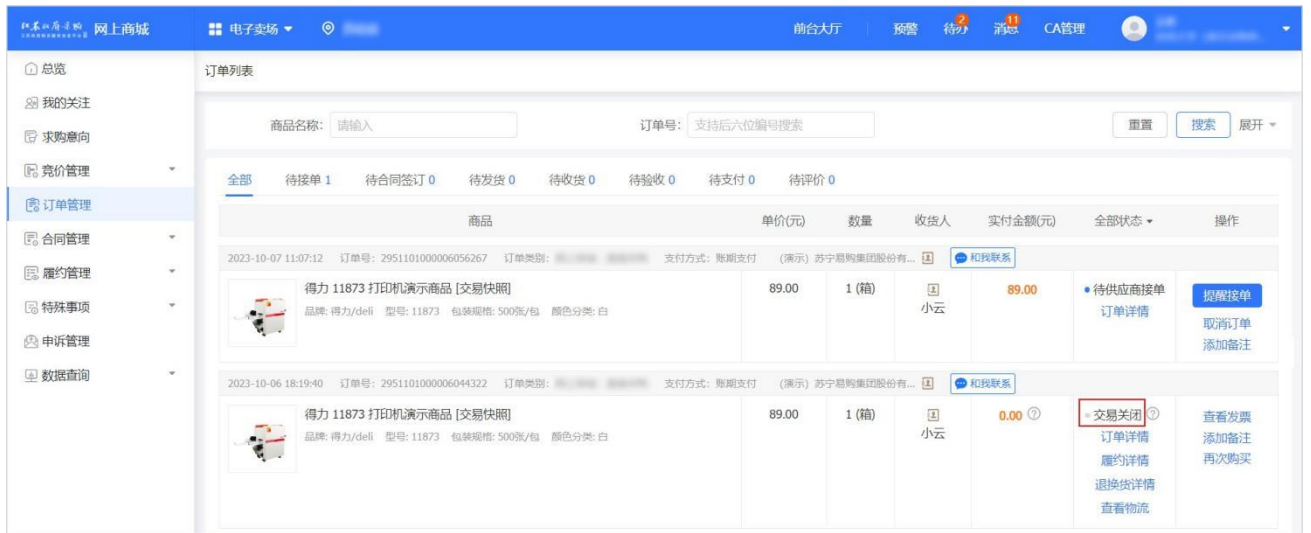 网上商城 电子卖场 前台大厅 预警 待办 2 消息 11 CA管理
总览
我的关注
求购意向
竞价管理
订单管理
合同管理
履约管理
特殊事项
申诉管理
数据查询
订单列表
商品名称： 请输入 订单号： 支持后六位编号搜索 重置 搜索 展开
全部 待接单 1 待合同签订 0 待发货 0 待收货 0 待验收 0 待支付 0 待评价 0
商品 单价(元) 数量 收货人 实付金额(元) 全部状态 操作
2023-10-07 11:07:12 订单号：2951101000006056267 订单类别： 支付方式：账期支付 (演示) 苏宁易购集团股份有... 和我联系
得力 11873 打印机演示商品 [交易快照] 89.00 1 (箱) 小云 89.00 待供应商接单 提醒接单
品牌: 得力/deli 型号: 11873 包装规格: 500张/包 颜色分类: 白 订单详情 取消订单
添加备注
2023-10-06 18:19:40 订单号：2951101000006044322 订单类别： 支付方式：账期支付 (演示) 苏宁易购集团股份有... 和我联系
得力 11873 打印机演示商品 [交易快照] 89.00 1 (箱) 小云 0.00 交易关闭 查看发票
品牌: 得力/deli 型号: 11873 包装规格: 500张/包 颜色分类: 白 订单详情 添加备注
履约详情 再次购买
退换货详情
查看物流